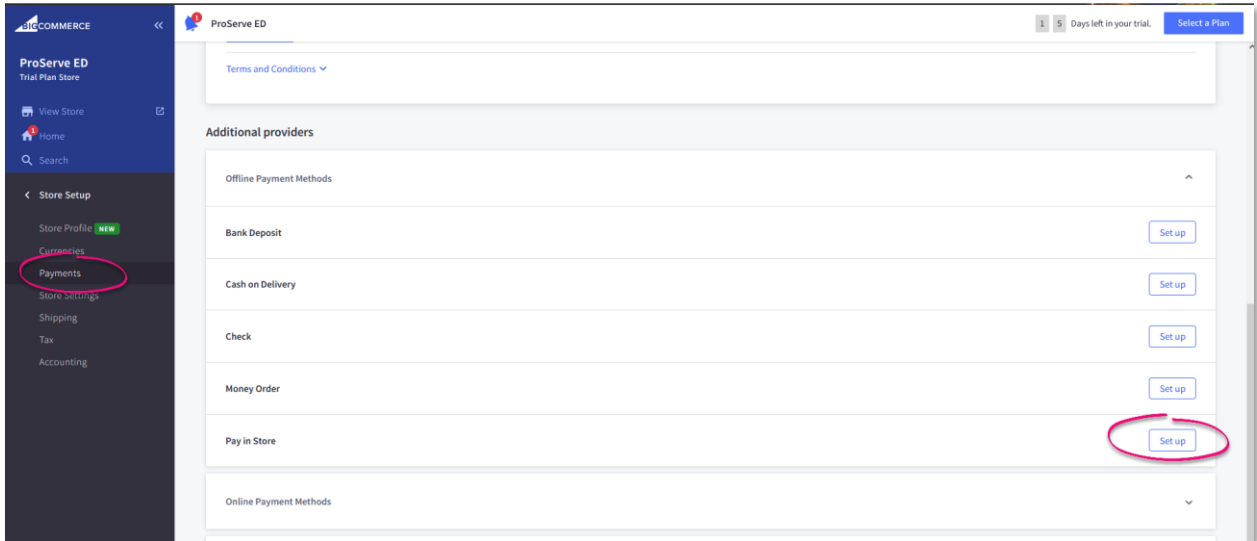 BIGCOMMERCE
ProServe ED
Trial Plan Store
View Store
1
Home
Search
Store Setup
Store Profile NEW
Currencies
Payments
Store Settings
Shipping
Tax
Accounting
1
ProServe ED
1 5 Days left in your trial.
Select a Plan
Terms and Conditions
Additional providers
Offline Payment Methods
Bank Deposit
Set up
Cash on Delivery
Set up
Check
Set up
Money Order
Set up
Pay in Store
Set up
Online Payment Methods